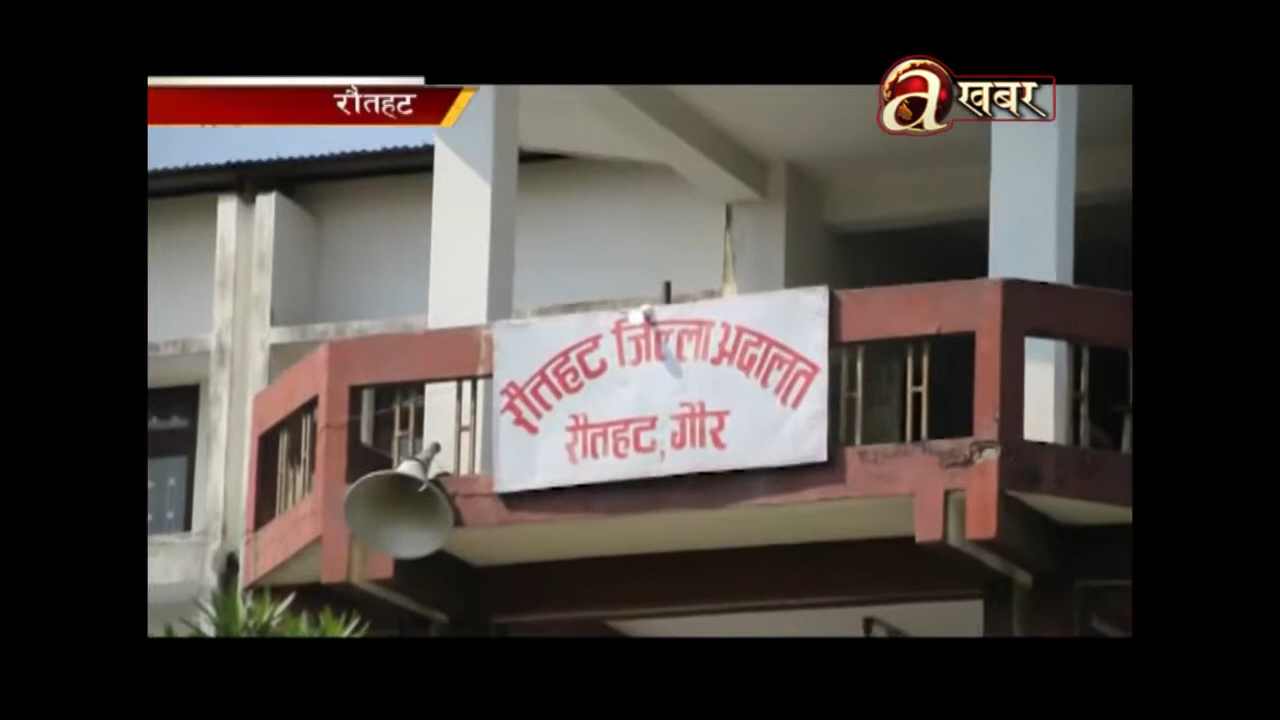 रौतहट
a खबर
रौतहट जिल्ला अदालत
रौतहट, गौर